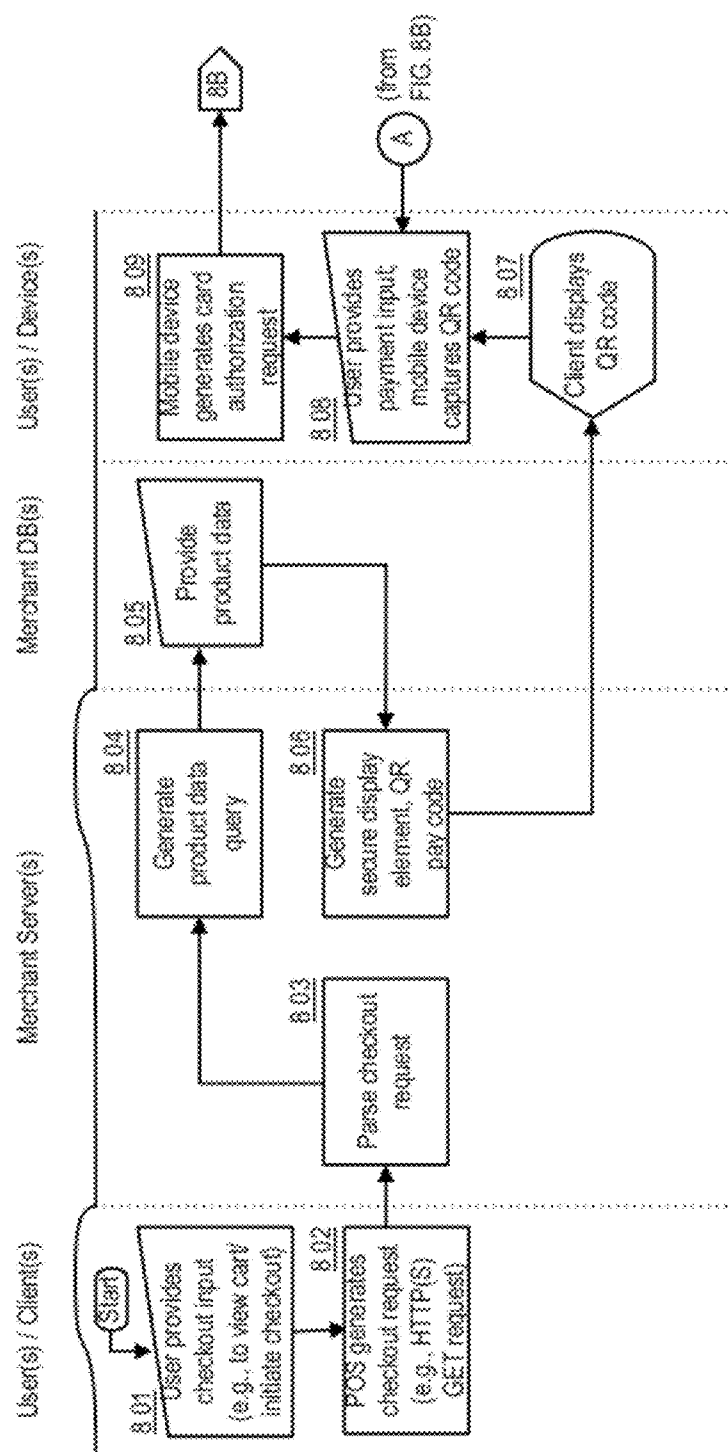 User(s) / Client(s)
Merchant Server(s)
Merchant DB(s)
User(s) / Device(s)
Start
8.01
User provides
checkout input
(e.g., to view cart/
initiate checkout)
8.02
POS generates
checkout request
(e.g., HTTP(S)
GET request)
8.03
Parse checkout
request
8.04
Generate
product data
query
8.05
Provide
product data
8.06
Generate
secure display
element, QR
pay code
8.07
Client displays
QR code
8.08
User provides
payment input,
mobile device
captures QR code
8.09
Mobile device
generates card
authorization
request
8B
A
(from
FIG. 8B)